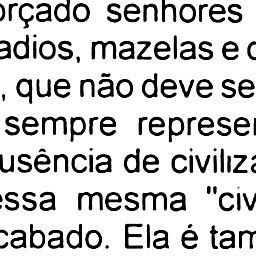 orçado senhores
adios, mazelas e
, que não deve se
sempre represen
usência de civiliza
essa mesma "civ
cabado. Ela é tam